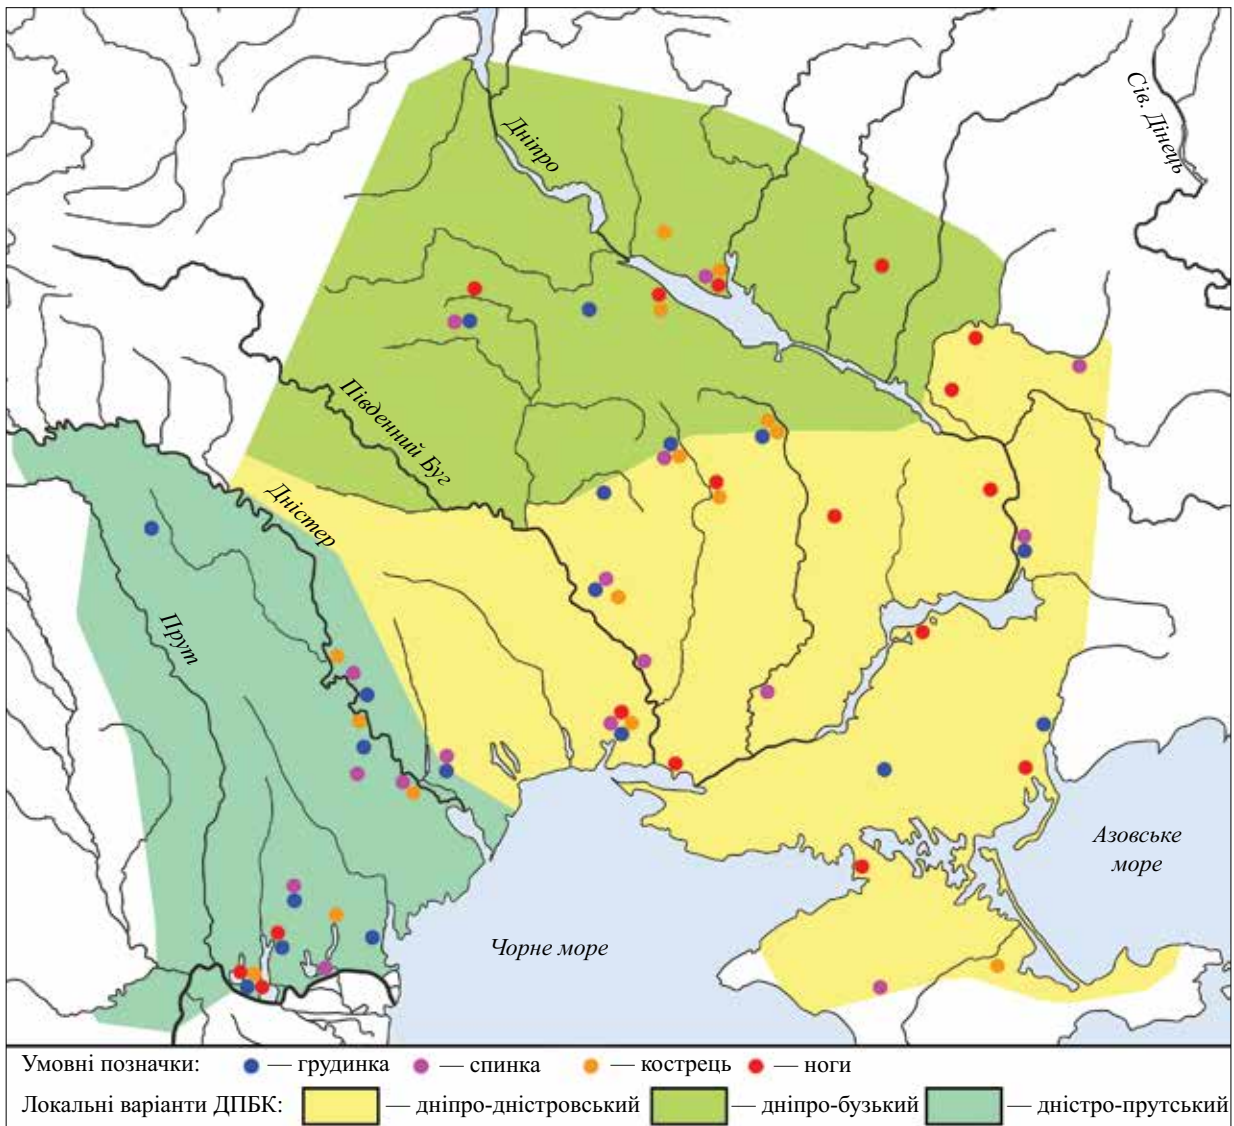 Сів. Дінець
Дніпро
Південний Буг
Дністер
Прут
Азовське
море
Чорне море
Умовні позначки: — грудинка — спинка — кострець — ноги
Локальні варіанти ДПБК: — дніпро-дністровський — дніпро-бузький — дністро-прутський